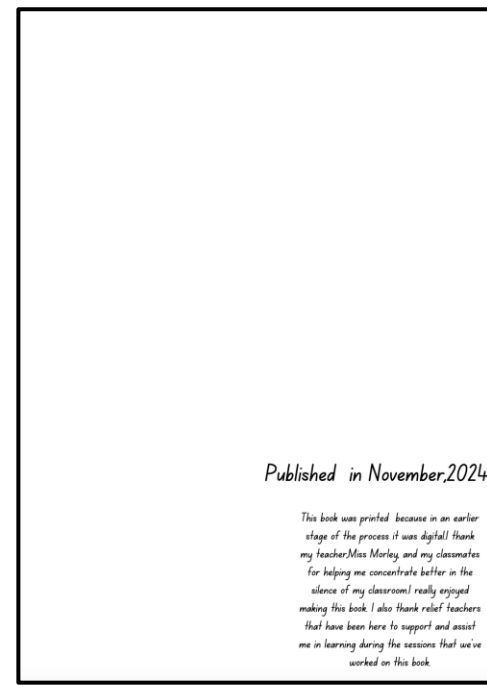 Published in November,2024
This book was printed because in an earlier
stage of the process it was digital.I thank
my teacher,Miss Morley, and my classmates
for helping me concentrate better in the
silence of my classroom.I really enjoyed
making this book. I also thank relief teachers
that have been here to support and assist
me in learning during the sessions that we've
worked on this book.